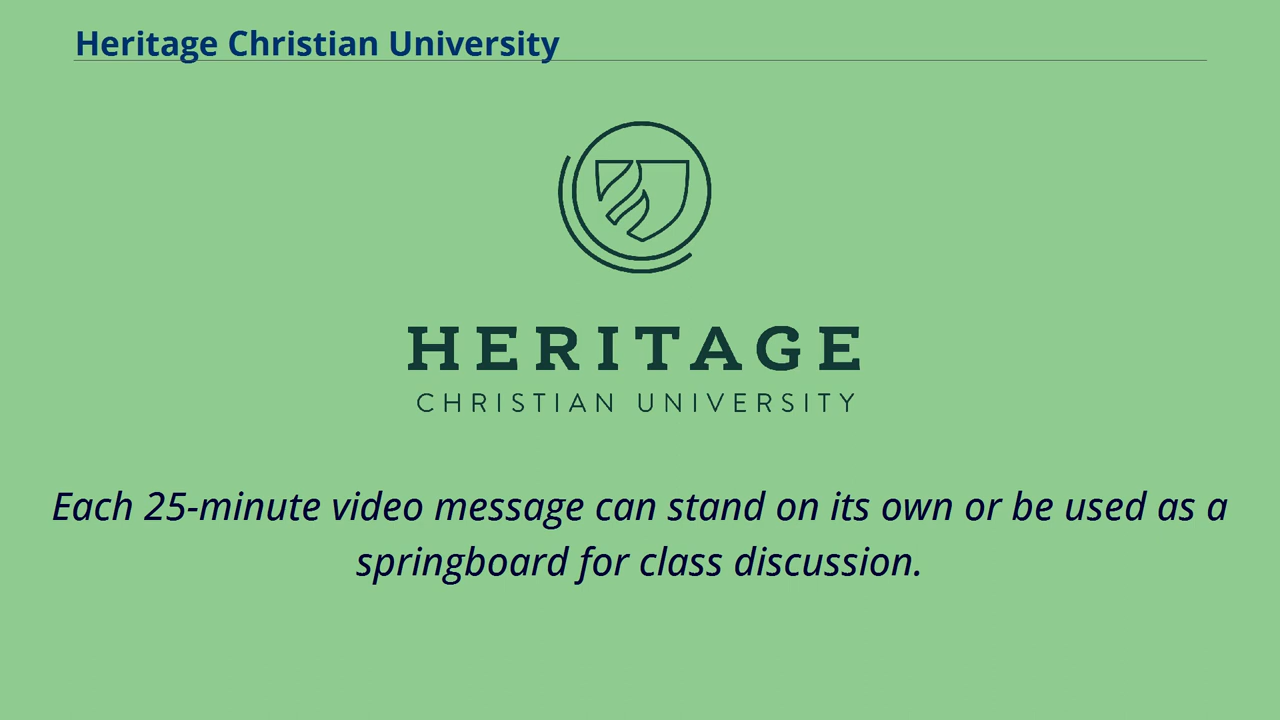 Heritage Christian University
HERITAGE
CHRISTIAN UNIVERSITY
Each 25-minute video message can stand on its own or be used as a
springboard for class discussion.